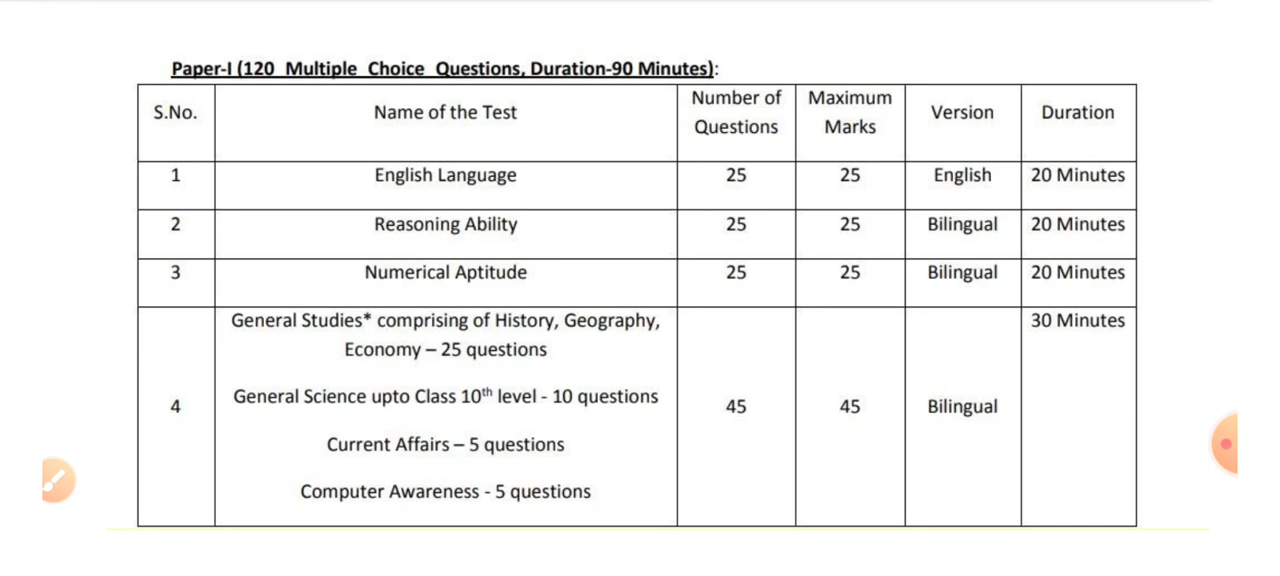 Paper-I (120 Multiple Choice Questions, Duration-90 Minutes):
S.No. Name of the Test Number of Questions Maximum Marks Version Duration
1 English Language 25 25 English 20 Minutes
2 Reasoning Ability 25 25 Bilingual 20 Minutes
3 Numerical Aptitude 25 25 Bilingual 20 Minutes
4 General Studies* comprising of History, Geography,
Economy – 25 questions
General Science upto Class 10th level - 10 questions
Current Affairs – 5 questions
Computer Awareness - 5 questions
45 45 Bilingual 30 Minutes